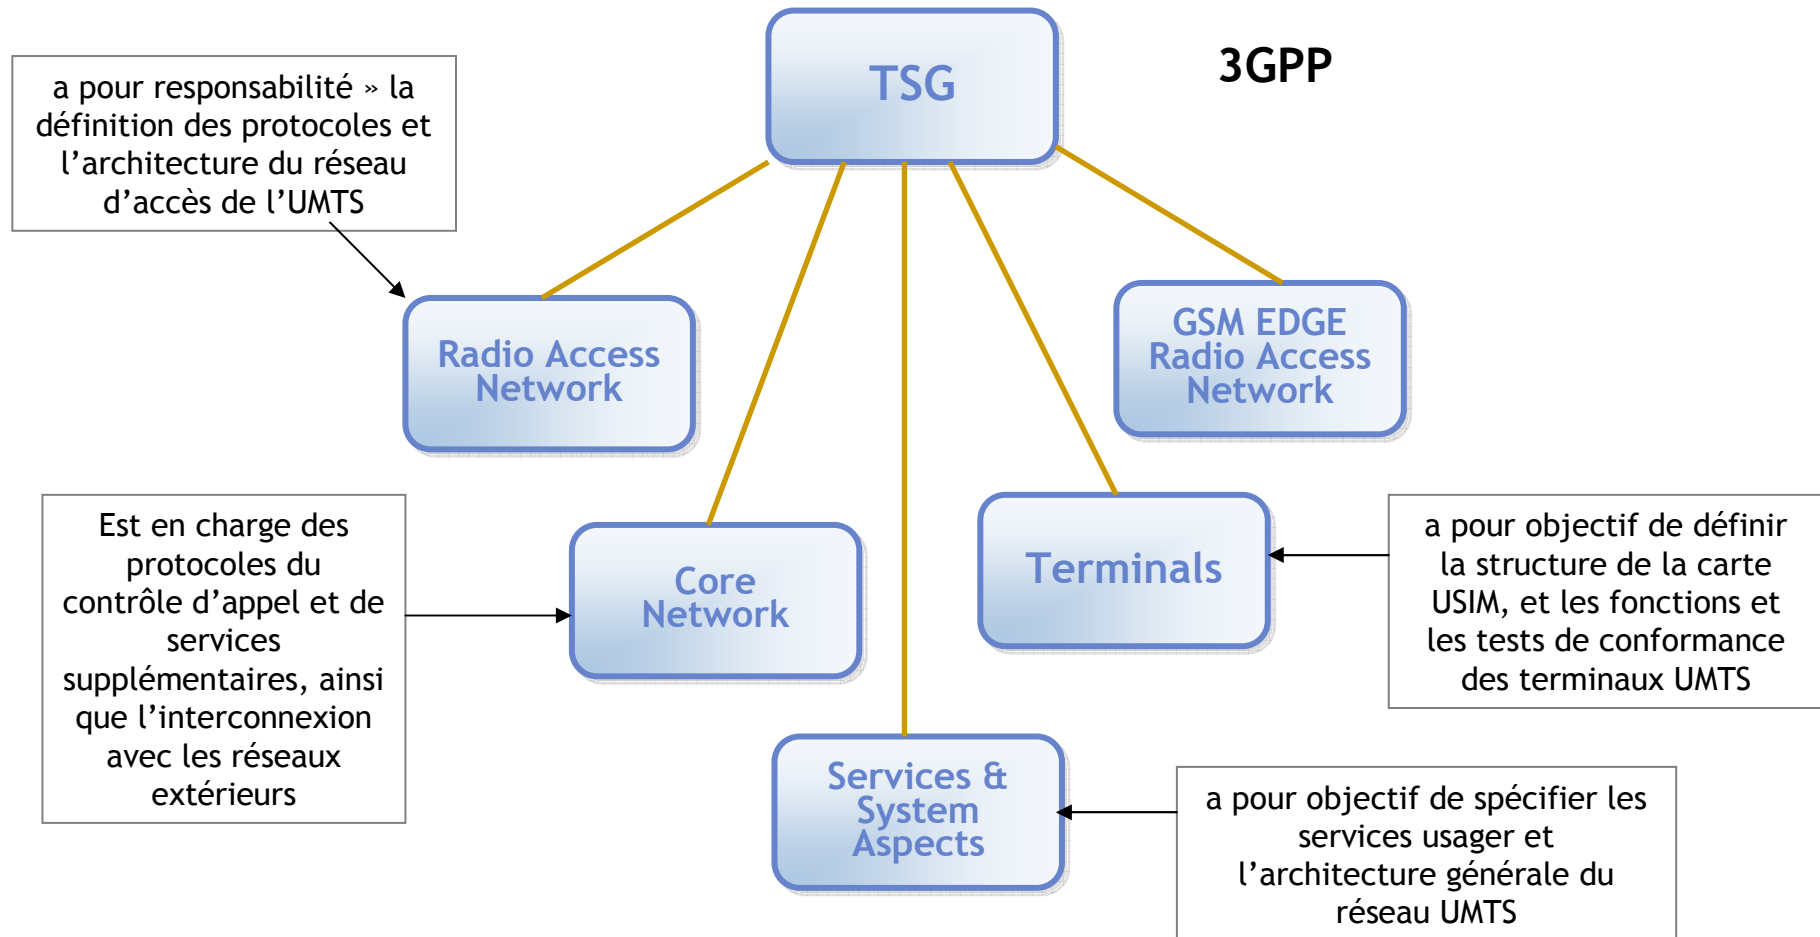 TSG
3GPP
a pour responsabilité » la
définition des protocoles et
l’architecture du réseau
d’accès de l’UMTS
Radio Access
Network
GSM EDGE
Radio Access
Network
Est en charge des
protocoles du
contrôle d’appel et de
services
supplémentaires, ainsi
que l’interconnexion
avec les réseaux
extérieurs
Core
Network
Terminals
a pour objectif de définir
la structure de la carte
USIM, et les fonctions et
les tests de conformance
des terminaux UMTS
Services &
System
Aspects
a pour objectif de spécifier les
services usager et
l’architecture générale du
réseau UMTS